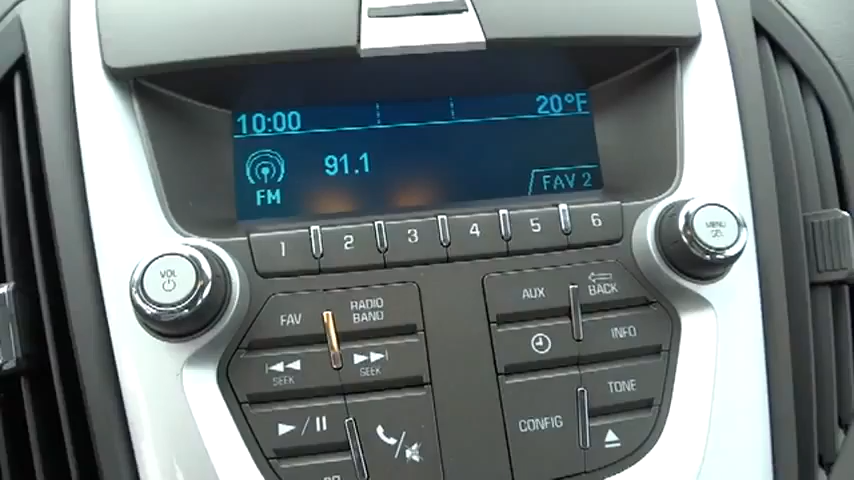 10:00 20°F
91.1
FM FAV 2
1 2 3 4 5 6
VOL
MENU
SEL
FAV RADIO BAND
AUX BACK
SEEK SEEK
INFO
TONE
CONFIG